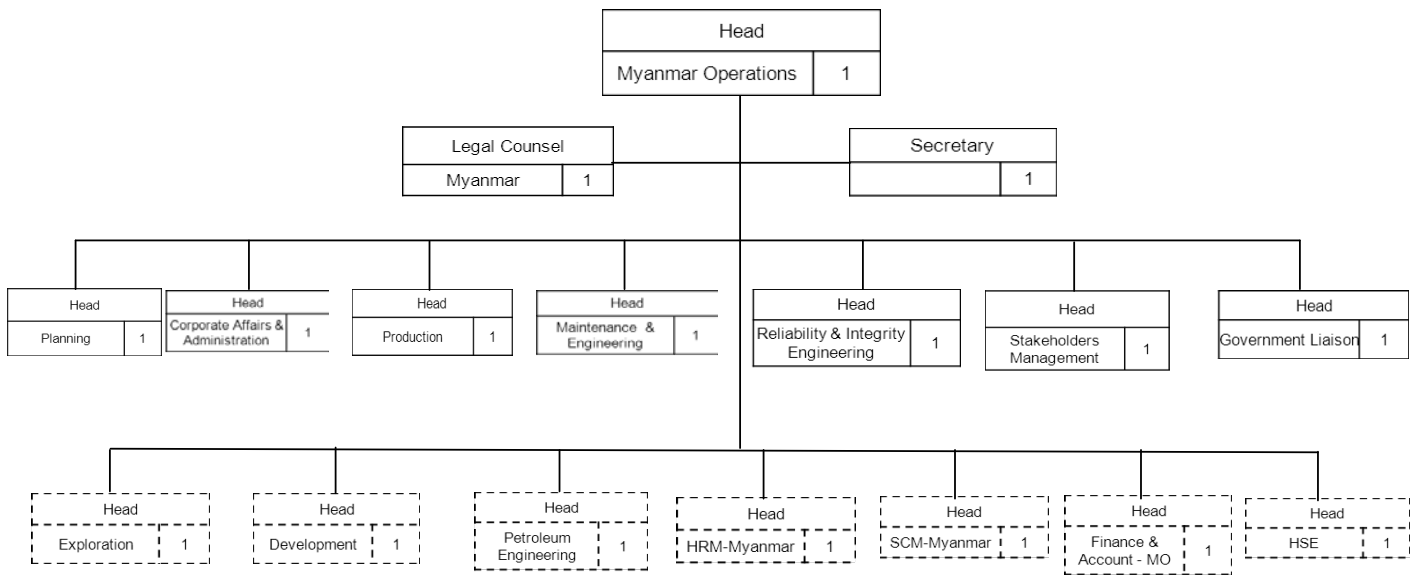 Head
Myanmar Operations 1
Legal Counsel
Myanmar 1
Secretary
1
Head
Planning 1
Head
Corporate Affairs &
Administration 1
Head
Production 1
Head
Maintenance &
Engineering 1
Head
Reliability & Integrity
Engineering 1
Head
Stakeholders
Management 1
Head
Government Liaison 1
Head
Exploration 1
Head
Development 1
Head
Petroleum
Engineering 1
Head
HRM-Myanmar 1
Head
SCM-Myanmar 1
Head
Finance &
Account - MO 1
Head
HSE 1